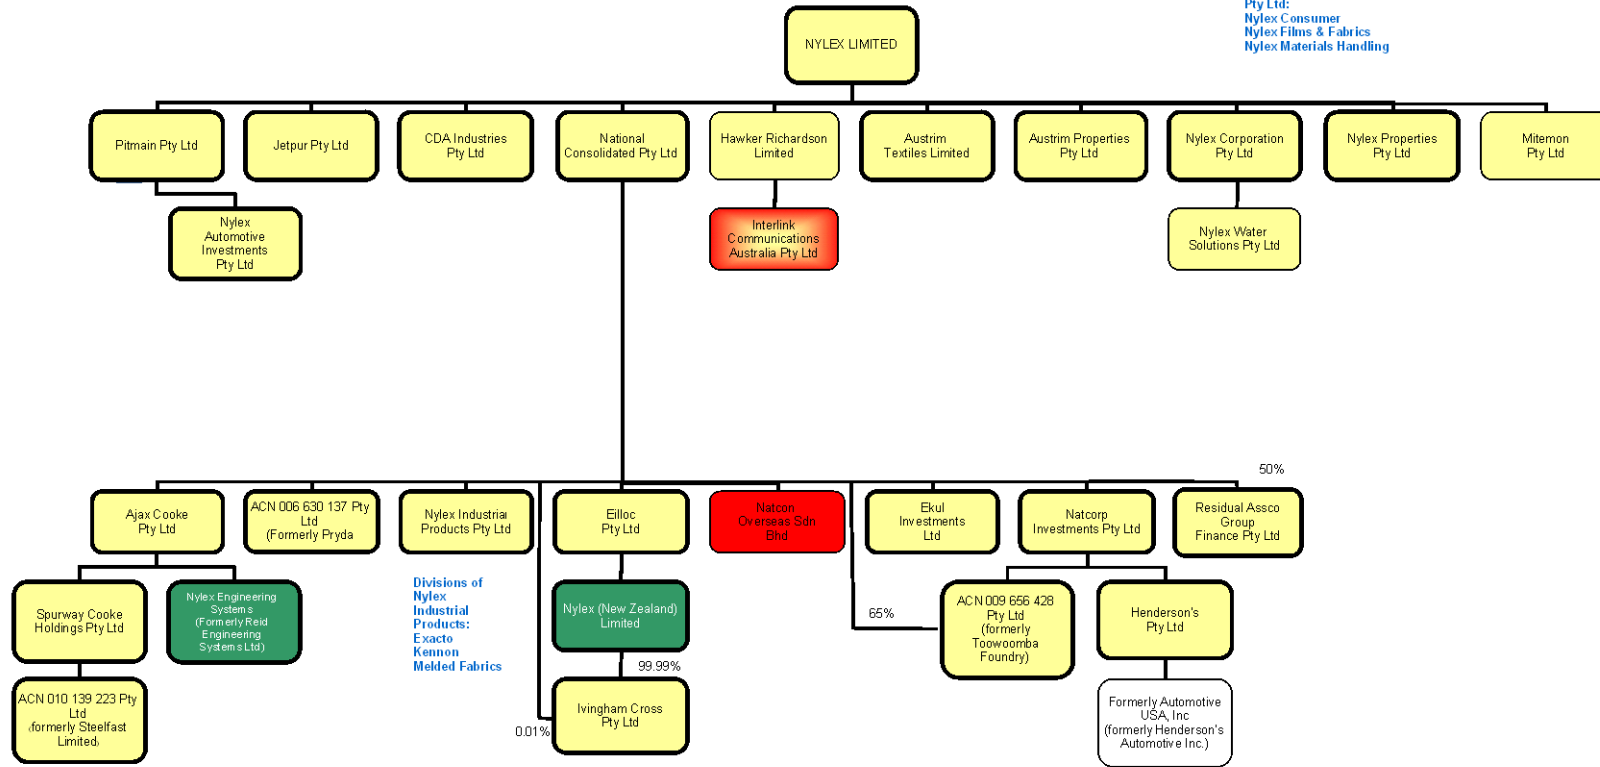 Pty Ltd:
Nylex Consumer
Nylex Films & Fabrics
Nylex Materials Handling
NYLEX LIMITED
Pitmain Pty Ltd
Jetpur Pty Ltd
CDA Industries
Pty Ltd
National
Consolidated Pty Ltd
Hawker Richardson
Limited
Austrim
Textiles Limited
Austrim Properties
Pty Ltd
Nylex Corporation
Pty Ltd
Nylex Properties
Pty Ltd
Mitemon
Pty Ltd
Nylex
Automotive
Investments
Pty Ltd
Interlink
Communications
Australia Pty Ltd
Nylex Water
Solutions Pty Ltd
50%
Ajax Cooke
Pty Ltd
ACN 006 630 137 Pty
Ltd
(Formerly Pryda
Nylex Industrial
Products Pty Ltd
Eilloc
Pty Ltd
Natcon
Overseas Sdn
Bhd
Ekul
Investments
Ltd
Natcorp
Investments Pty Ltd
Residual Assco
Group
Finance Pty Ltd
Spurway Cooke
Holdings Pty Ltd
Nylex Engineering
Systems
(Formerly Reid
Engineering
Systems Ltd)
Divisions of
Nylex
Industrial
Products:
Exacto
Kennon
Melded Fabrics
Nylex (New Zealand)
Limited
65%
ACN 009 656 428
Pty Ltd
(formerly
Toowoomba
Foundry)
Henderson's
Pty Ltd
99.99%
ACN 010 139 223 Pty
Ltd
(formerly Steelfast
Limited)
0.01%
Ivingham Cross
Pty Ltd
Formerly Automotive
USA, Inc
(formerly Henderson's
Automotive Inc.)